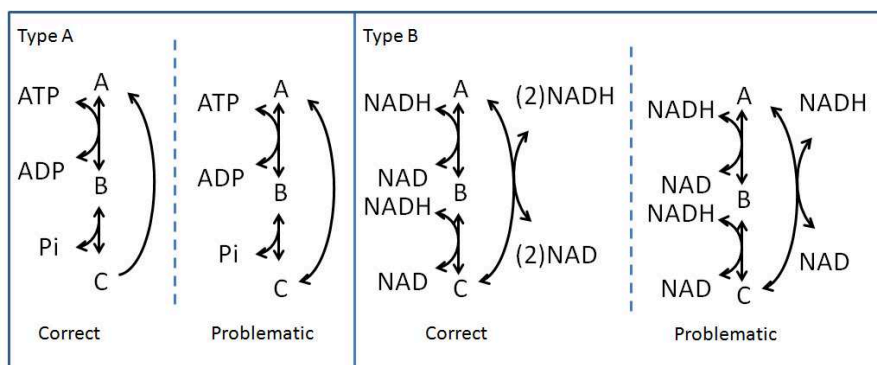 Type A
A
ATP
ADP
B
Pi
C
Correct
A
ATP
ADP
B
Pi
C
Problematic
Type B
A
NADH
(2)NADH
NAD
B
NADH
(2)NAD
NAD
C
Correct
A
NADH
NADH
NAD
B
NADH
NAD
NAD
C
Problematic